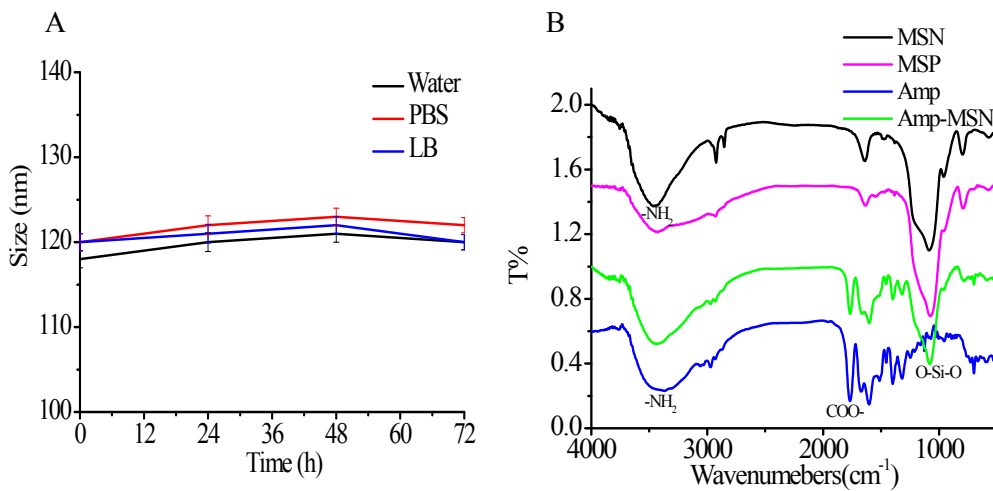 A
140
130
120
110
100
Size (nm)
0
24
36
48
60
72
Time (h)
Water
PBS
LB
B
MSN
MSP
Amp
Amp-MSN
2.0
1.6
1.2
0.8
0.4
0.0
T%
4000
3000
2000
1000
Wavenumebers(cm-1)
-NH2
-NH2
COO-
O-Si-O